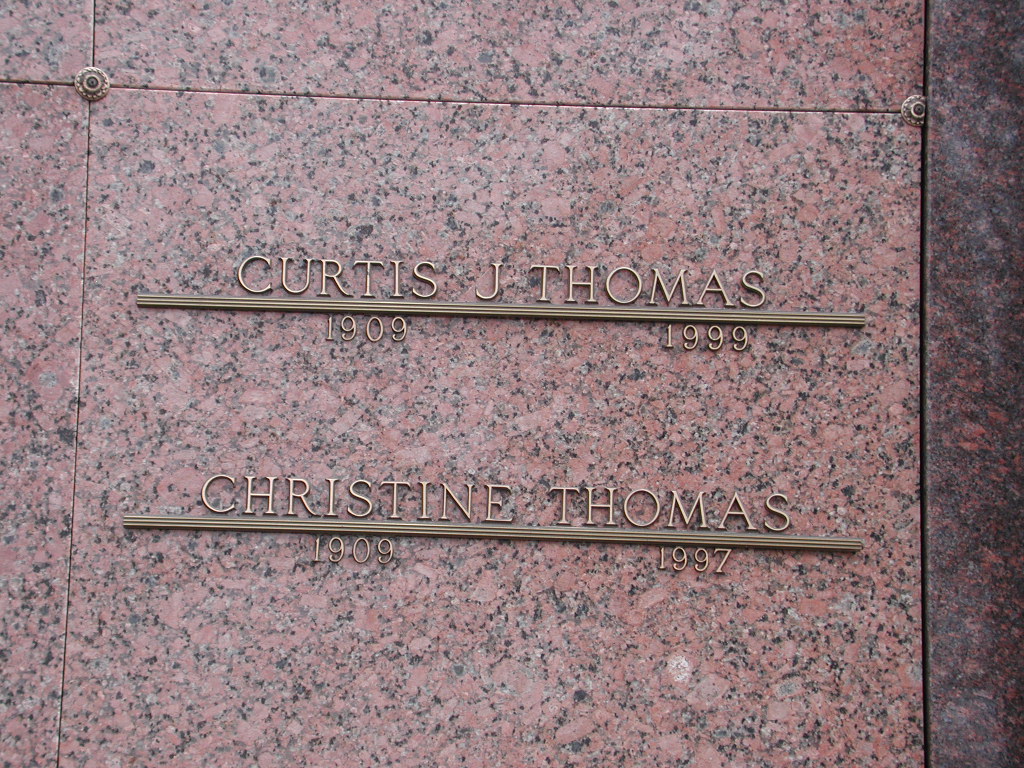 CURTIS J THOMAS
1909 1999
CHRISTINE THOMAS
1909 1997